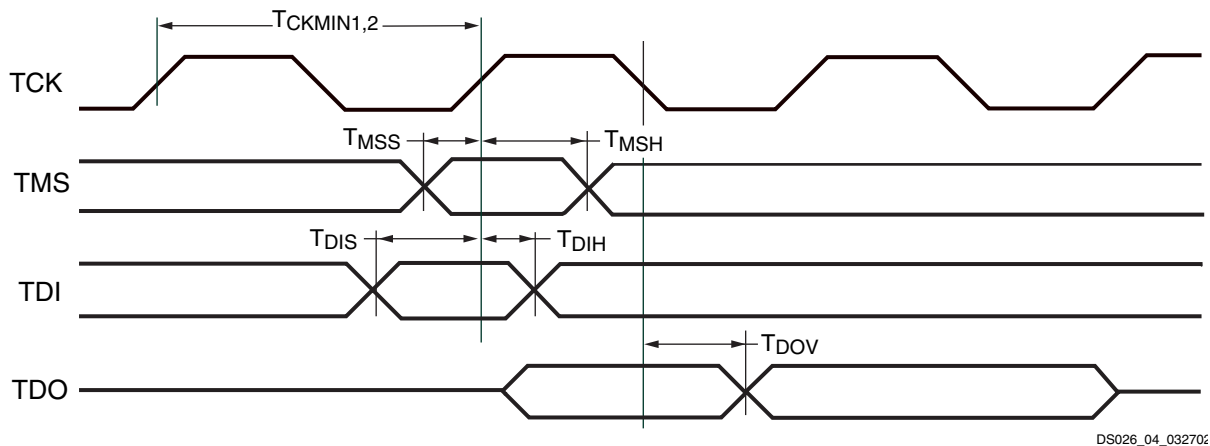 TCKMIN1,2
TCK
TMSS
TMSH
TMS
TDIS
TDIH
TDI
TDOV
TDO
DS026_04_032702